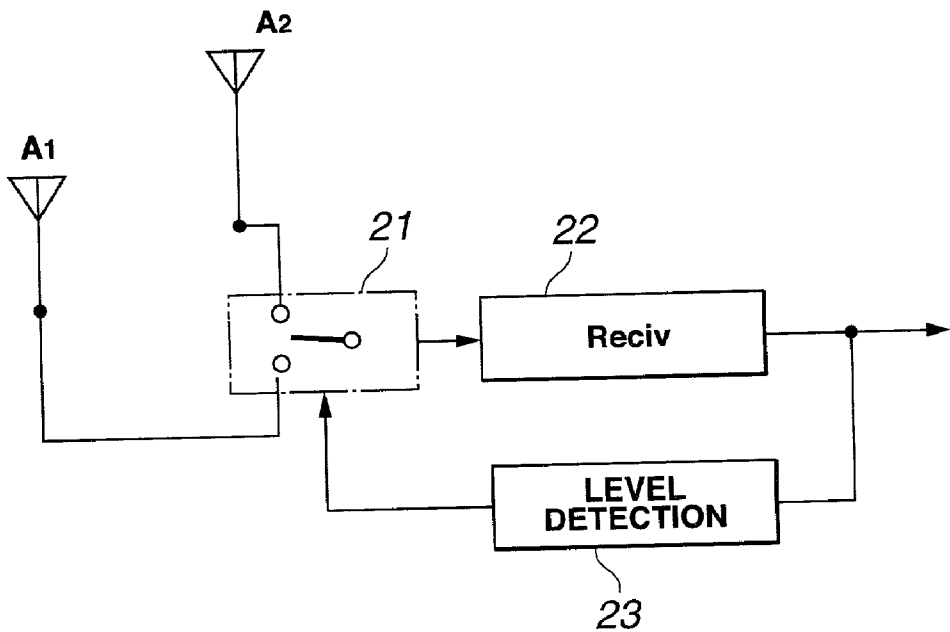 A2
A1
21
22
Reciv
LEVEL
DETECTION
23